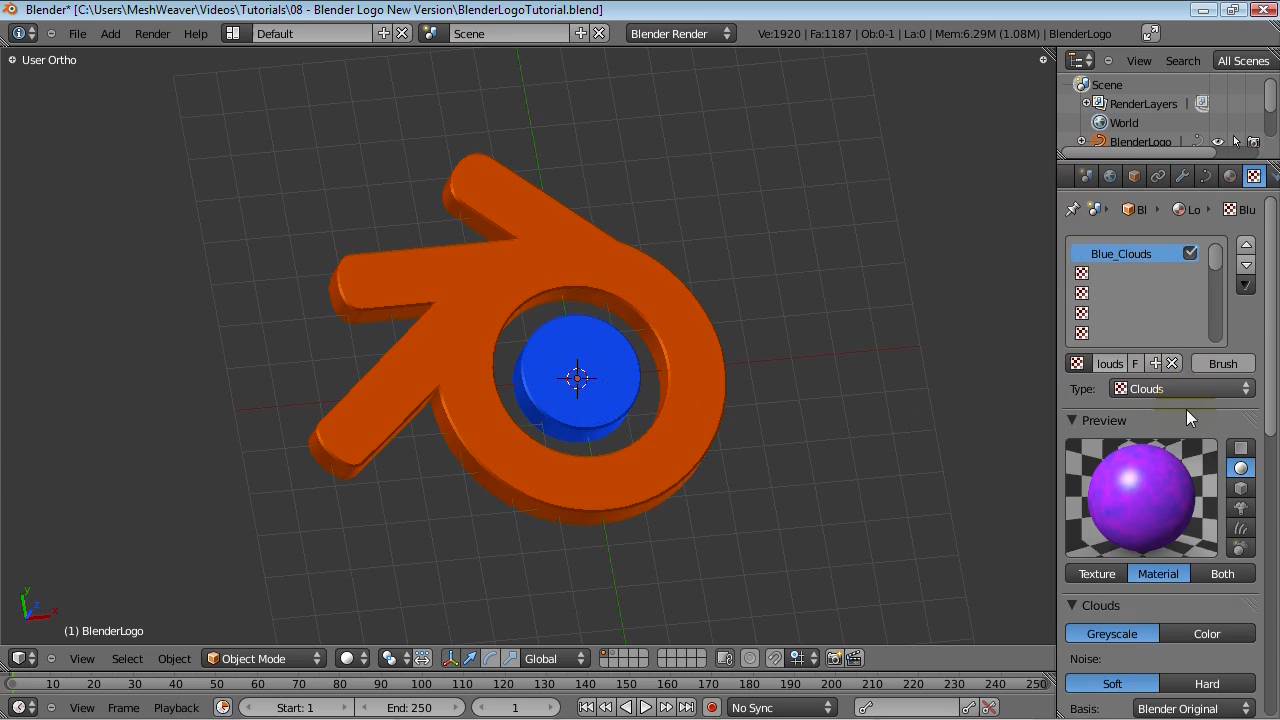 Blender* [C:\Users\MeshWeaver\Videos\Tutorials\08 - Blender Logo New Version\BlenderLogoTutorial.blend]
File Add Render Help Default Scene Blender Render Ve:1920 | Fa:1187 | Ob:0-1 | La:0 | Mem:6.29M (1.08M) | BlenderLogo
User Ortho
View Search All Scenes
Scene
RenderLayers
World
BlenderLogo
Bl Lo Blu
Blue_Clouds
louds F Brush
Type: Clouds
Preview
Texture Material Both
Clouds
Greyscale Color
Noise:
Soft Hard
Basis: Blender Original
y z x
(1) BlenderLogo
View Select Object Object Mode Global
10 20 30 40 50 60 70 80 90 100 110 120 130 140 150 160 170 180 190 200 210 220 230 240 250
View Frame Playback Start: 1 End: 250 1 No Sync